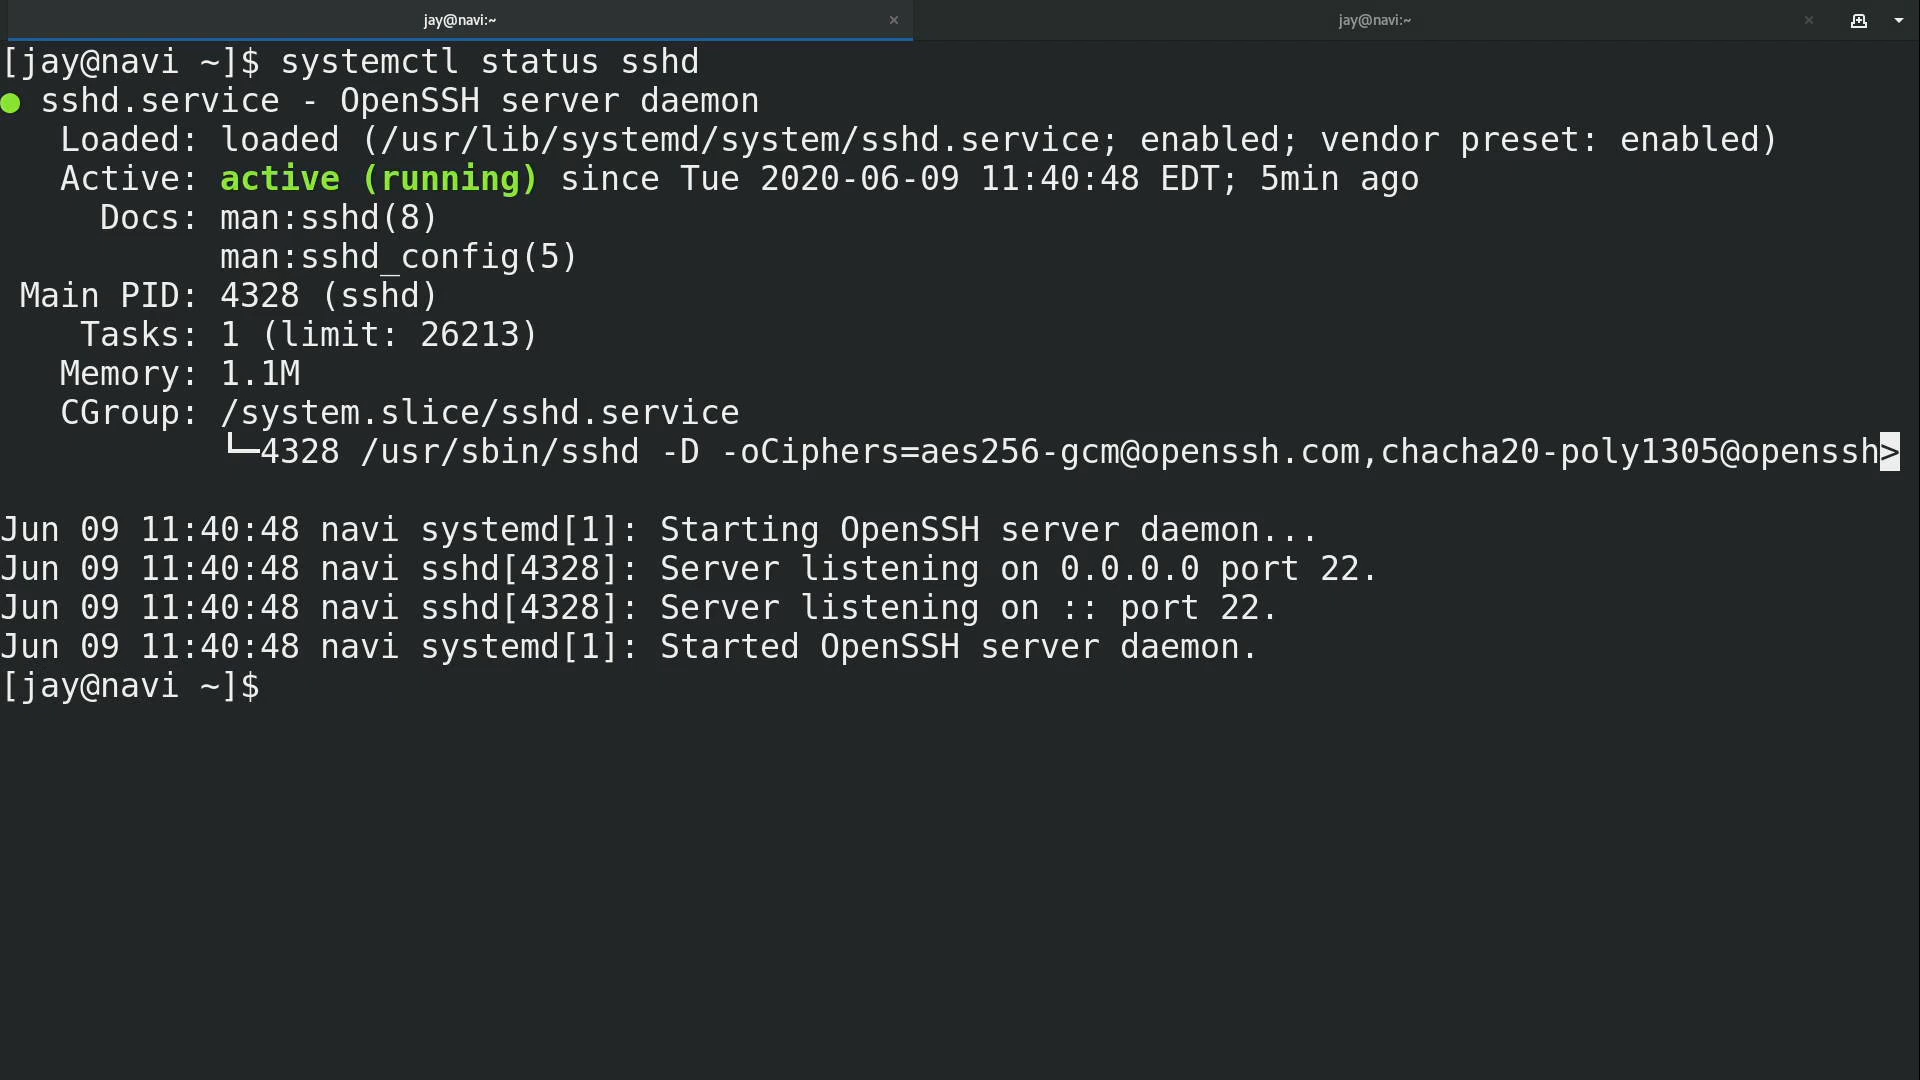 jay@navi:~ × jay@navi:~ ×
[jay@navi ~]$ systemctl status sshd
● sshd.service - OpenSSH server daemon
   Loaded: loaded (/usr/lib/systemd/system/sshd.service; enabled; vendor preset: enabled)
   Active: active (running) since Tue 2020-06-09 11:40:48 EDT; 5min ago
     Docs: man:sshd(8)
           man:sshd_config(5)
 Main PID: 4328 (sshd)
    Tasks: 1 (limit: 26213)
   Memory: 1.1M
   CGroup: /system.slice/sshd.service
           └─4328 /usr/sbin/sshd -D -oCiphers=aes256-gcm@openssh.com,chacha20-poly1305@openssh>
Jun 09 11:40:48 navi systemd[1]: Starting OpenSSH server daemon...
Jun 09 11:40:48 navi sshd[4328]: Server listening on 0.0.0.0 port 22.
Jun 09 11:40:48 navi sshd[4328]: Server listening on :: port 22.
Jun 09 11:40:48 navi systemd[1]: Started OpenSSH server daemon.
[jay@navi ~]$